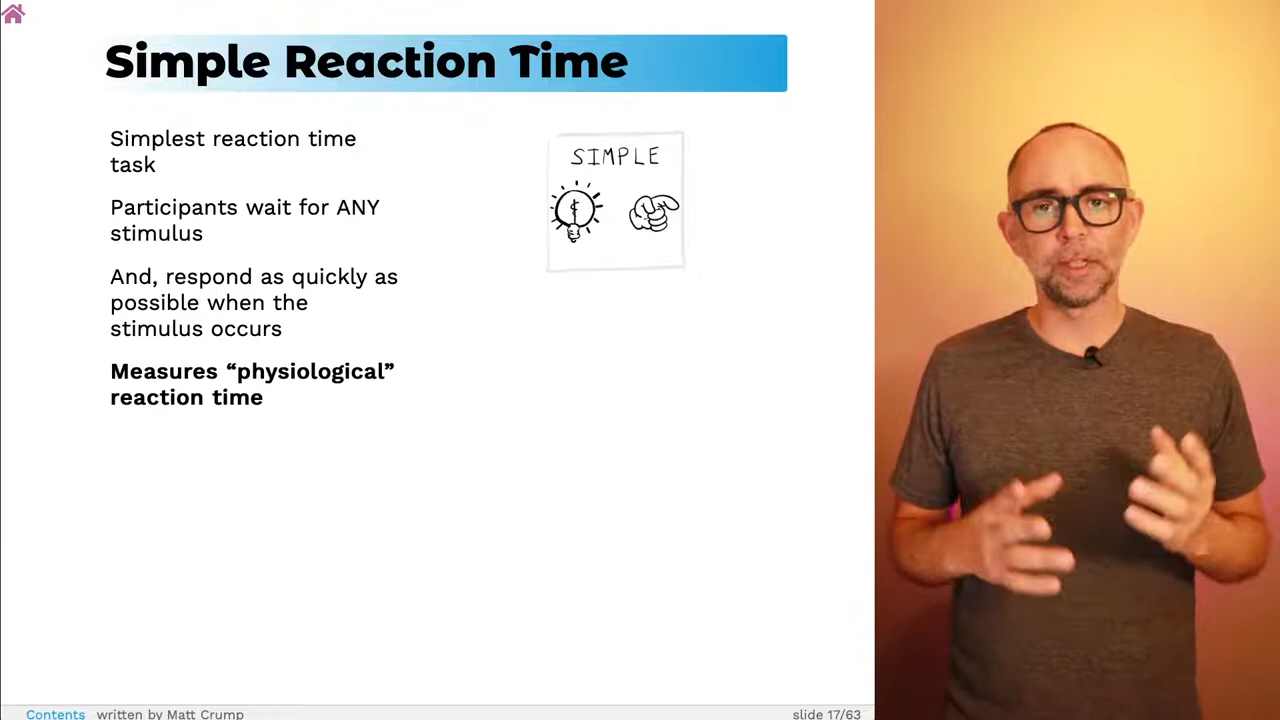 Simple Reaction Time
Simplest reaction time
task
Participants wait for ANY
stimulus
And, respond as quickly as
possible when the
stimulus occurs
Measures “physiological”
reaction time
SIMPLE
Contents written by Matt Crump
slide 17/63